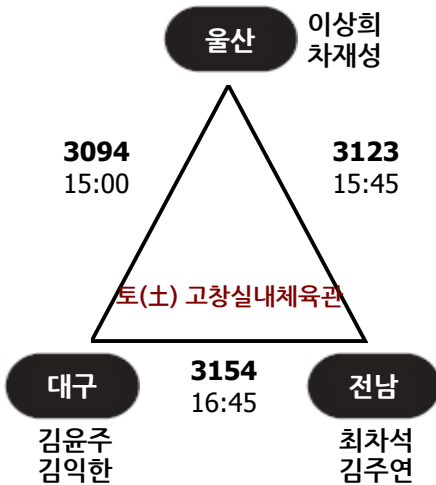 울산
이상희
차재성
3094
15:00
3123
15:45
토(土) 고창실내체육관
대구
3154
16:45
전남
김윤주
김익한
최차석
김주연